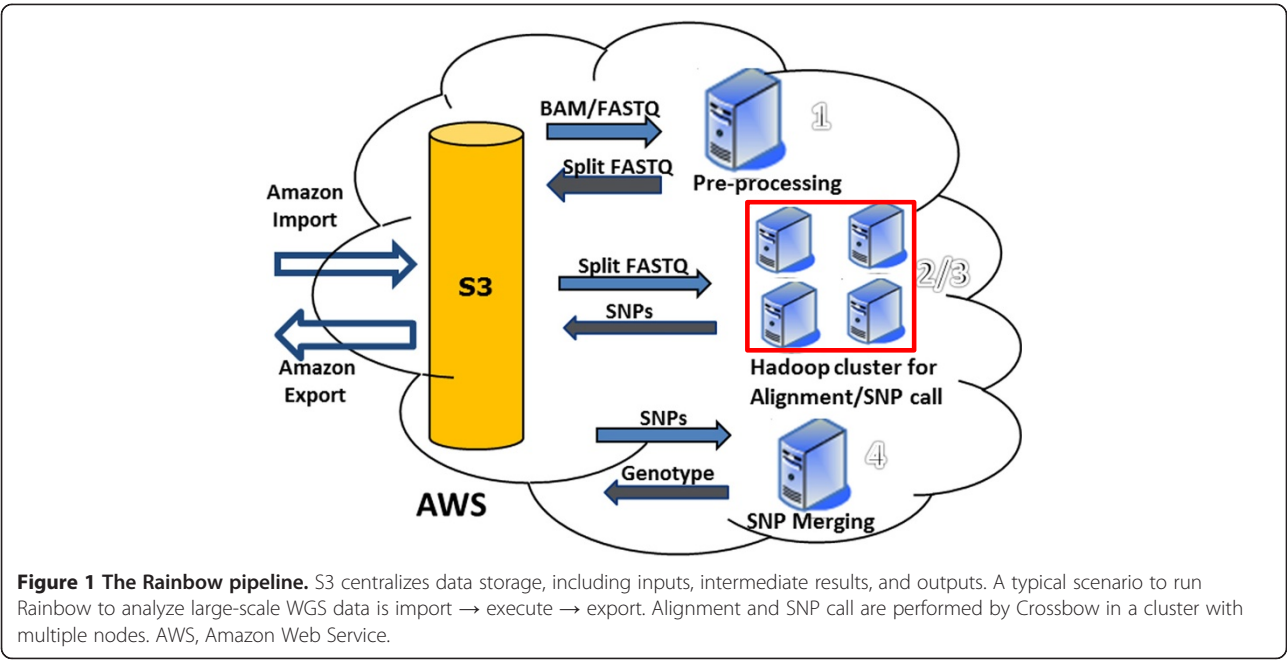 BAM/FASTQ
1
Split FASTQ
Pre-processing
Amazon
Import
S3
Split FASTQ
2/3
SNPs
Amazon
Export
Hadoop cluster for
Alignment/SNP call
SNPs
4
Genotype
AWS
SNP Merging
Figure 1 The Rainbow pipeline. S3 centralizes data storage, including inputs, intermediate results, and outputs. A typical scenario to run
Rainbow to analyze large-scale WGS data is import → execute → export. Alignment and SNP call are performed by Crossbow in a cluster with
multiple nodes. AWS, Amazon Web Service.